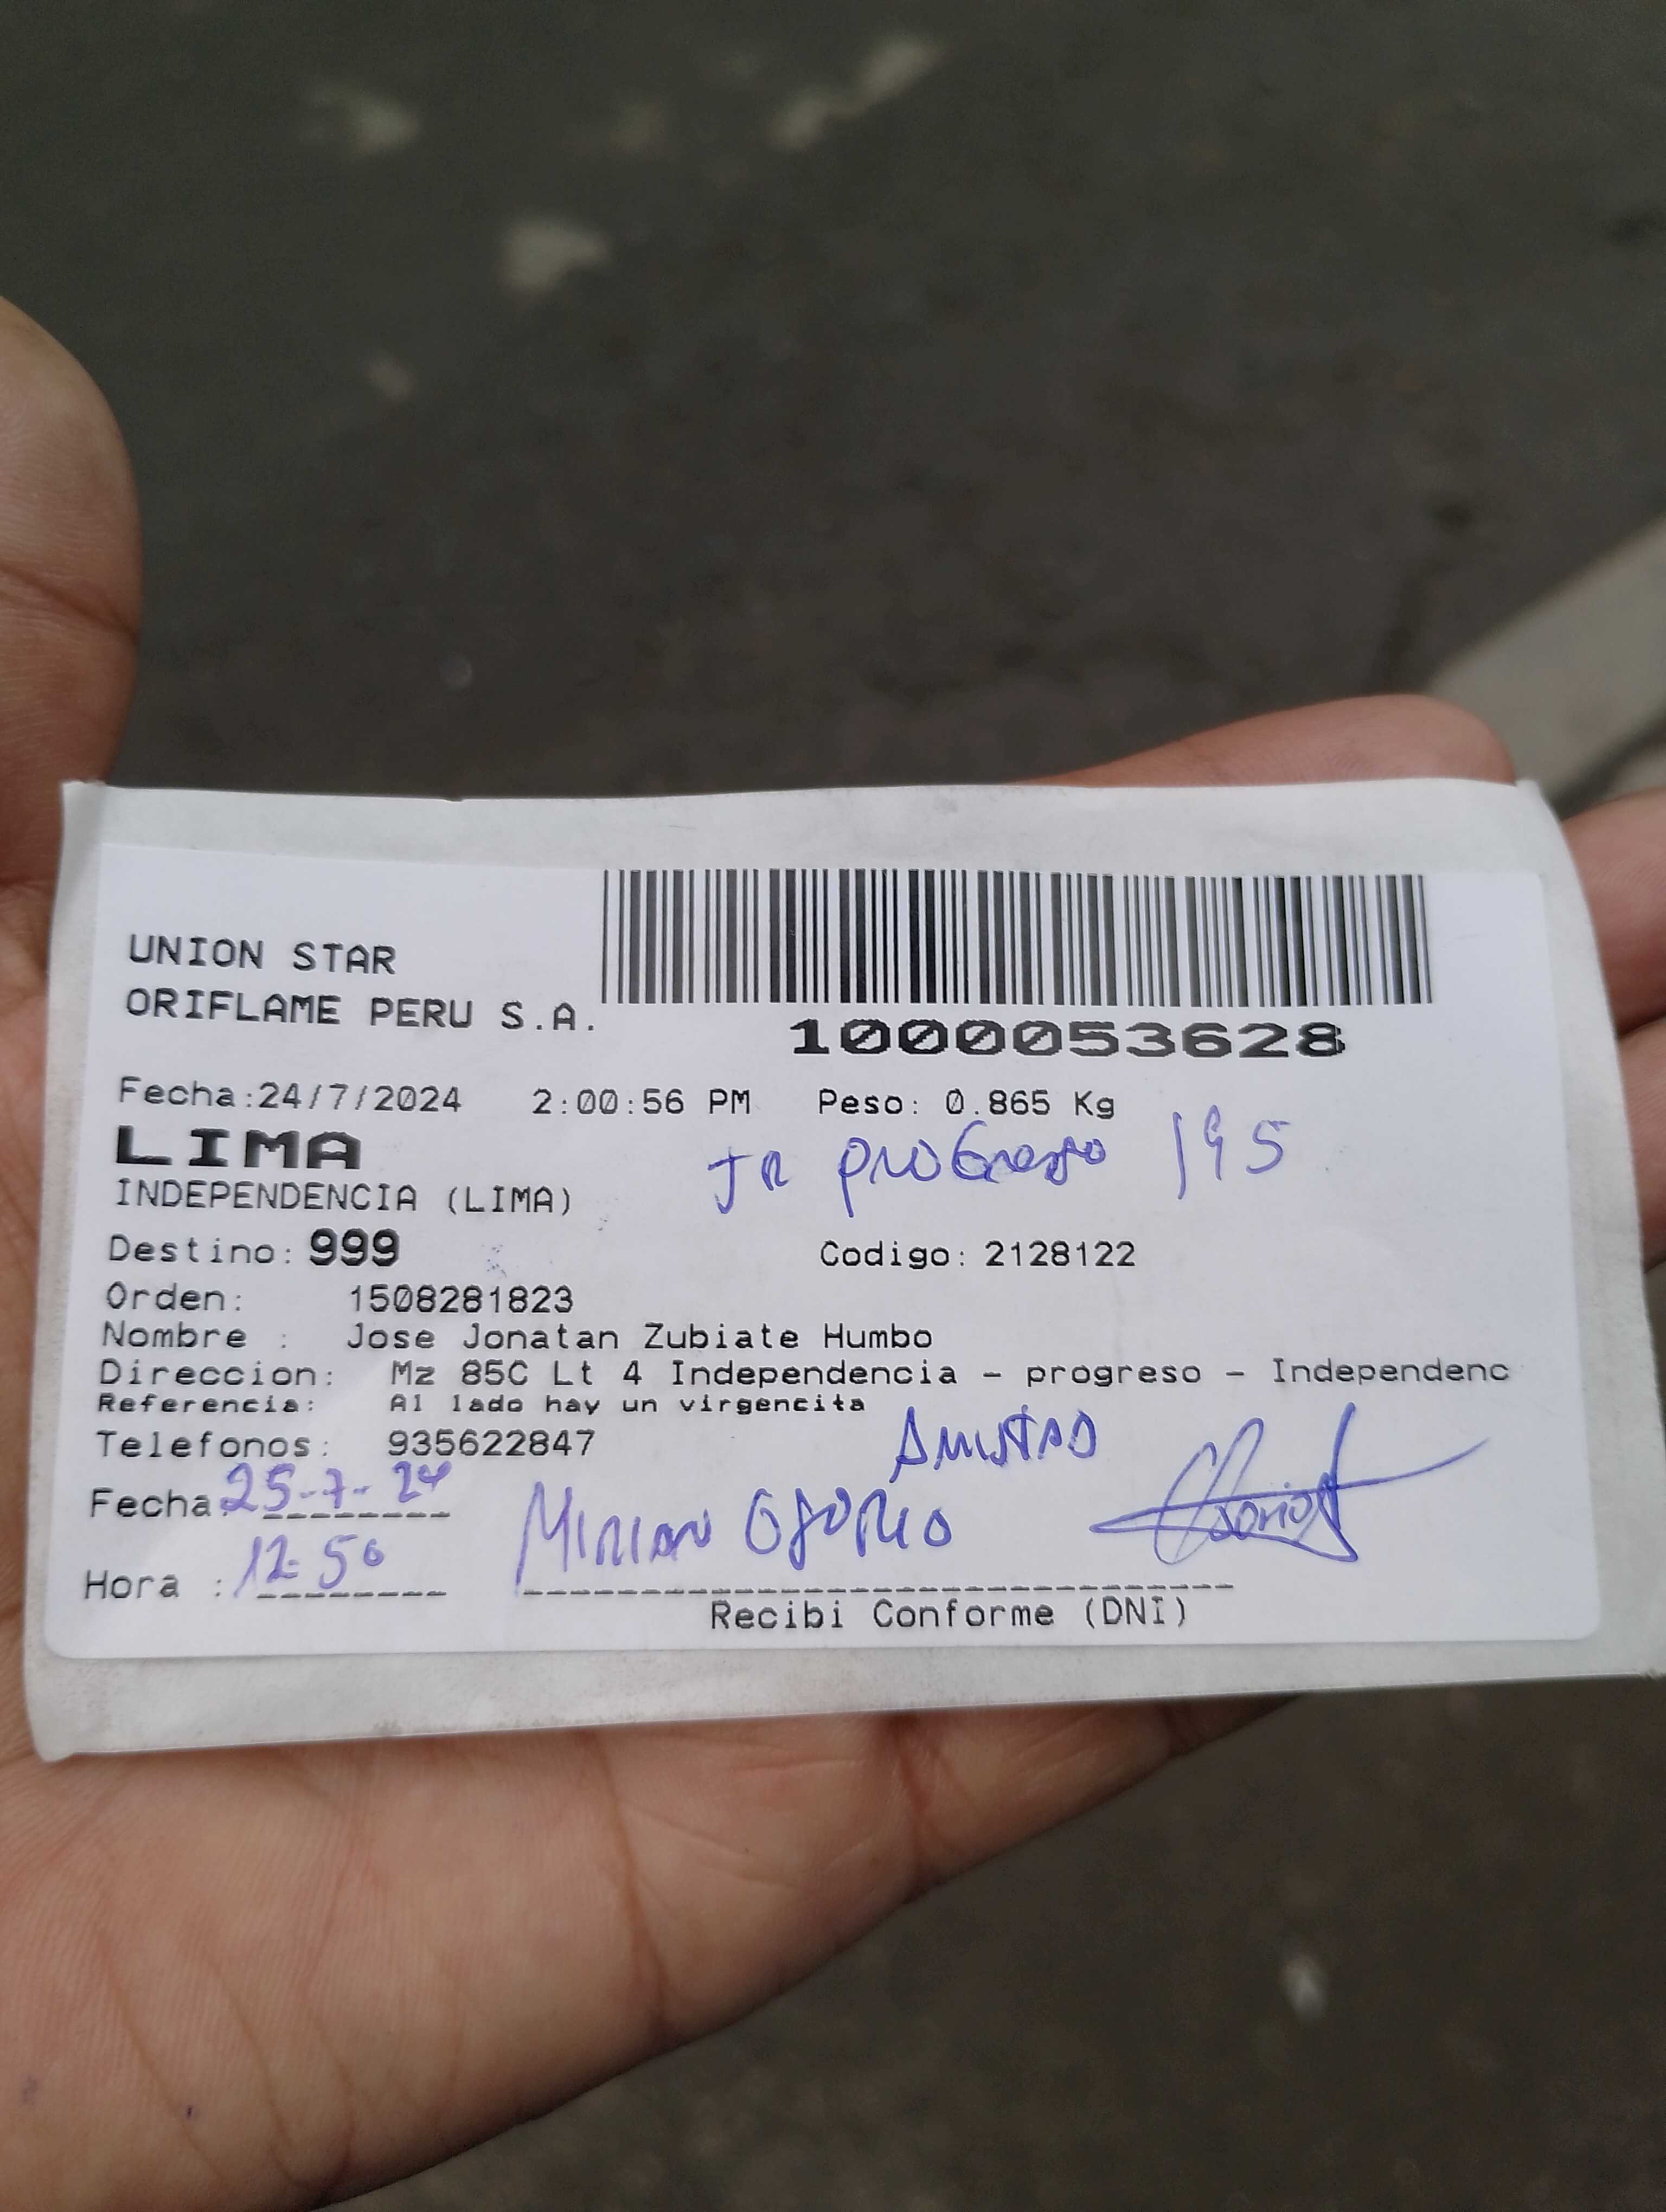 UNION STAR
ORIFLAME PERU S.A.
1000053628
Fecha:24/7/2024 2:00:56 PM Peso: 0.865 Kg
LIMA
JR PROGreso 195
INDEPENDENCIA (LIMA)
Destino: 999 Codigo: 2128122
Orden: 1508281823
Nombre : Jose Jonatan Zubiate Humbo
Direccion: Mz 85C Lt 4 Independencia - progreso - Independenc
Referencia: Al lado hay un virgencita
Telefonos: 935622847
AMISTAD
Fecha: 25-7-24
MIRIAN OSORIO
Hora : 12-50
Recibi Conforme (DNI)